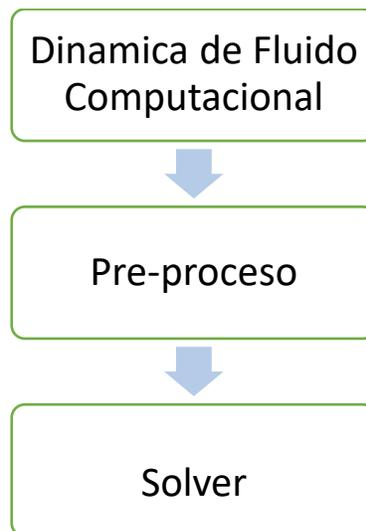 Dinamica de Fluido
Computacional
Pre-proceso
Solver